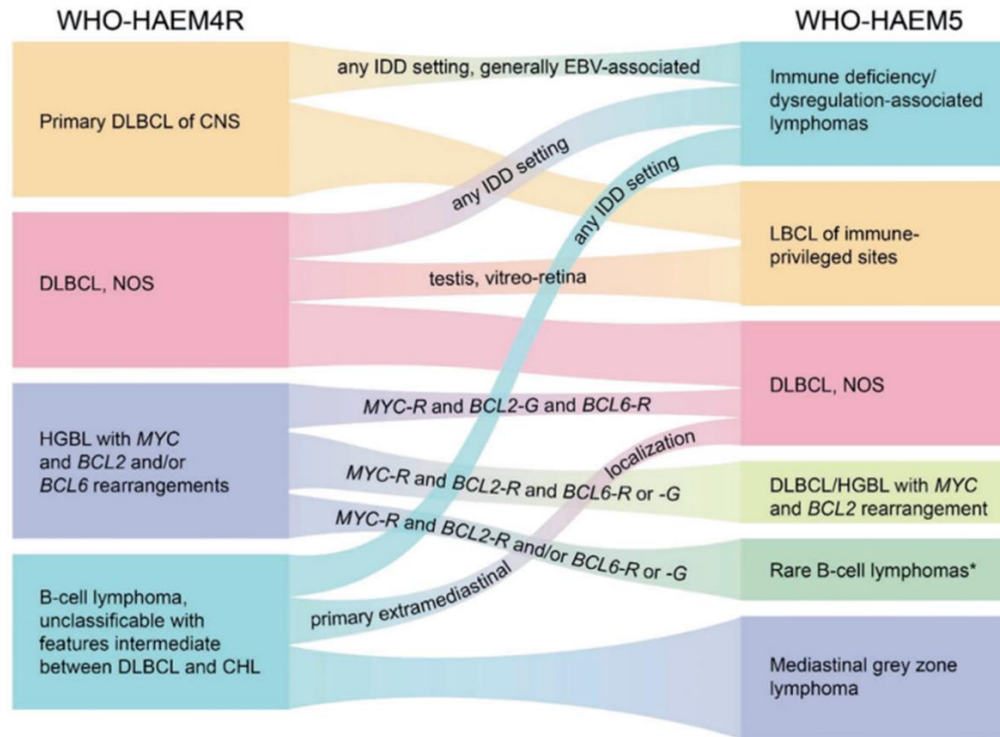 WHO-HAEM4R
WHO-HAEM5
Primary DLBCL of CNS
DLBCL, NOS
HGBL with MYC
and BCL2 and/or
BCL6 rearrangements
B-cell lymphoma,
unclassifiable with
features intermediate
between DLBCL and CHL
any IDD setting, generally EBV-associated
any IDD setting
any IDD setting
testis, vitreo-retina
MYC-R and BCL2-G and BCL6-R
MYC-R and BCL2-R and BCL6-R or -G
MYC-R and BCL2-R and/or BCL6-R or -G
primary extramediastinal localization
Immune deficiency/
dysregulation-associated
lymphomas
LBCL of immune-
privileged sites
DLBCL, NOS
DLBCL/HGBL with MYC
and BCL2 rearrangement
Rare B-cell lymphomas*
Mediastinal grey zone
lymphoma